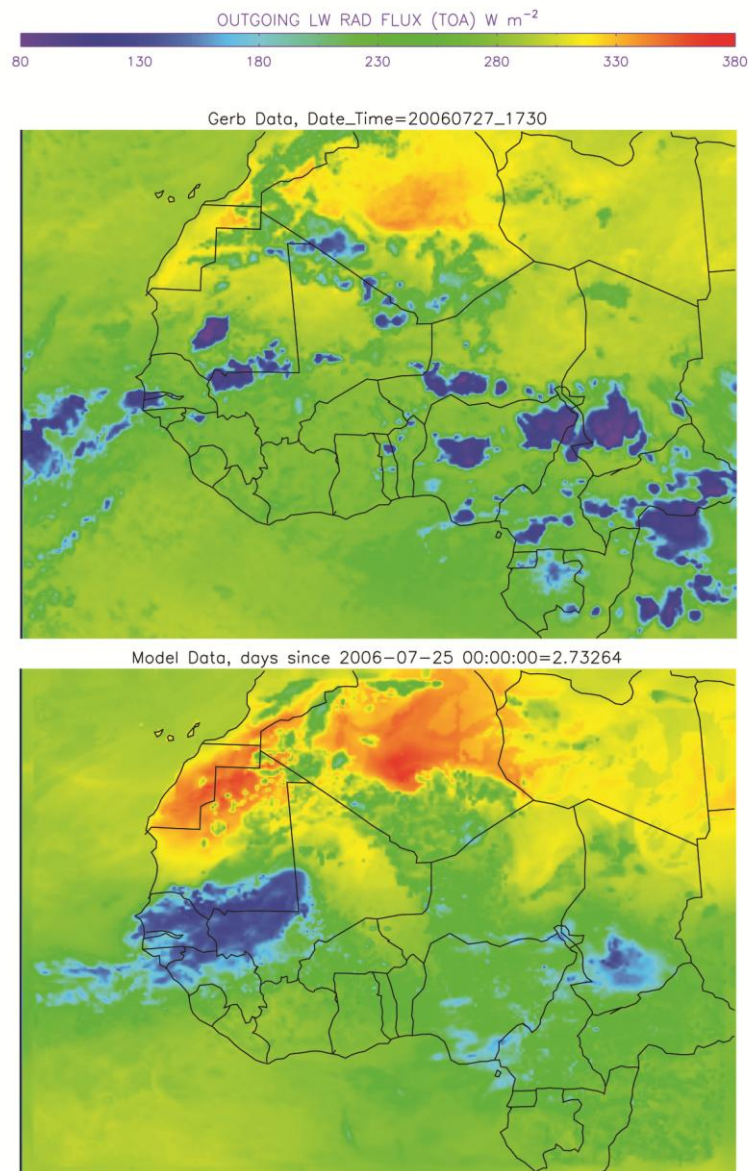 OUTGOING LW RAD FLUX (TOA) W m⁻²
80 130 180 230 280 330 380
Gerb Data, Date_Time=20060727_1730
Model Data, days since 2006-07-25 00:00:00=2.73264